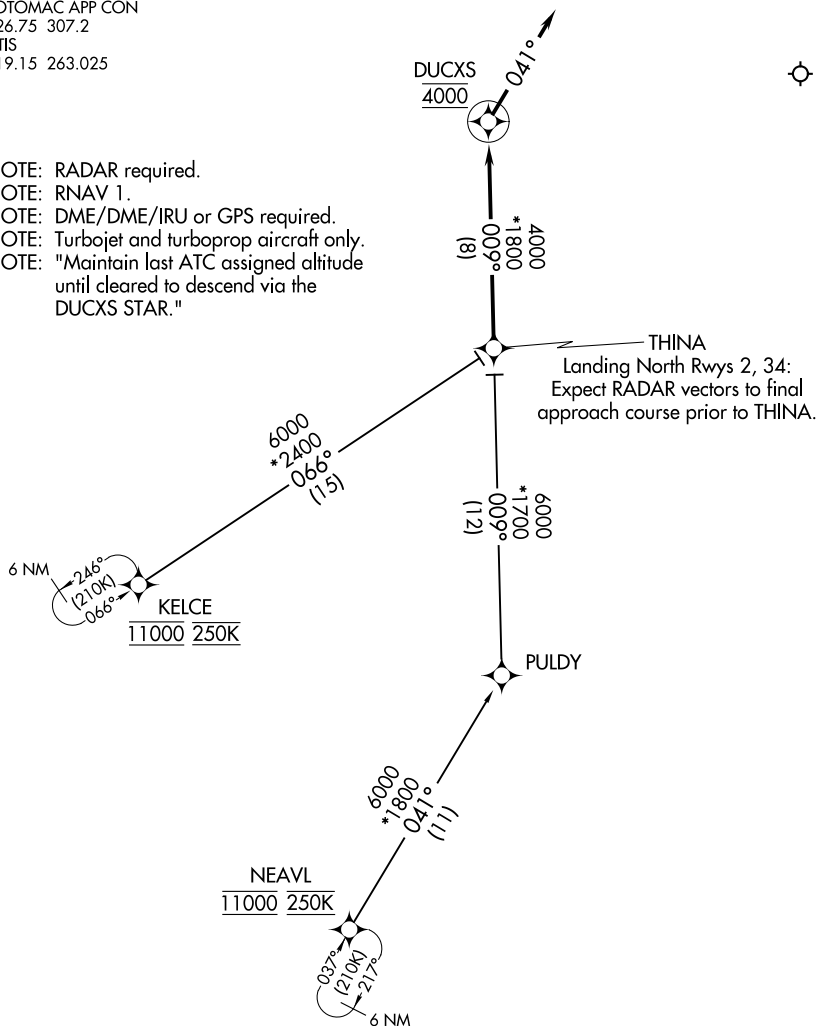 OTOMAC APP CON
26.75 307.2
TIS
19.15 263.025
OTE: RADAR required.
OTE: RNAV 1.
OTE: DME/DME/IRU or GPS required.
OTE: Turbojet and turboprop aircraft only.
OTE: "Maintain last ATC assigned altitude
until cleared to descend via the
DUCXS STAR."
DUCXS
4000
041°
4000
*1800
009°
(8)
THINA
Landing North Rwys 2, 34:
Expect RADAR vectors to final
approach course prior to THINA.
6000
*2400
066°
(15)
6000
*1700
009°
(12)
6 NM
246°
(210K)
066°
KELCE
11000 250K
PULDY
6000
*1800
041°
(11)
NEAVL
11000 250K
037°
(210K)
217°
6 NM